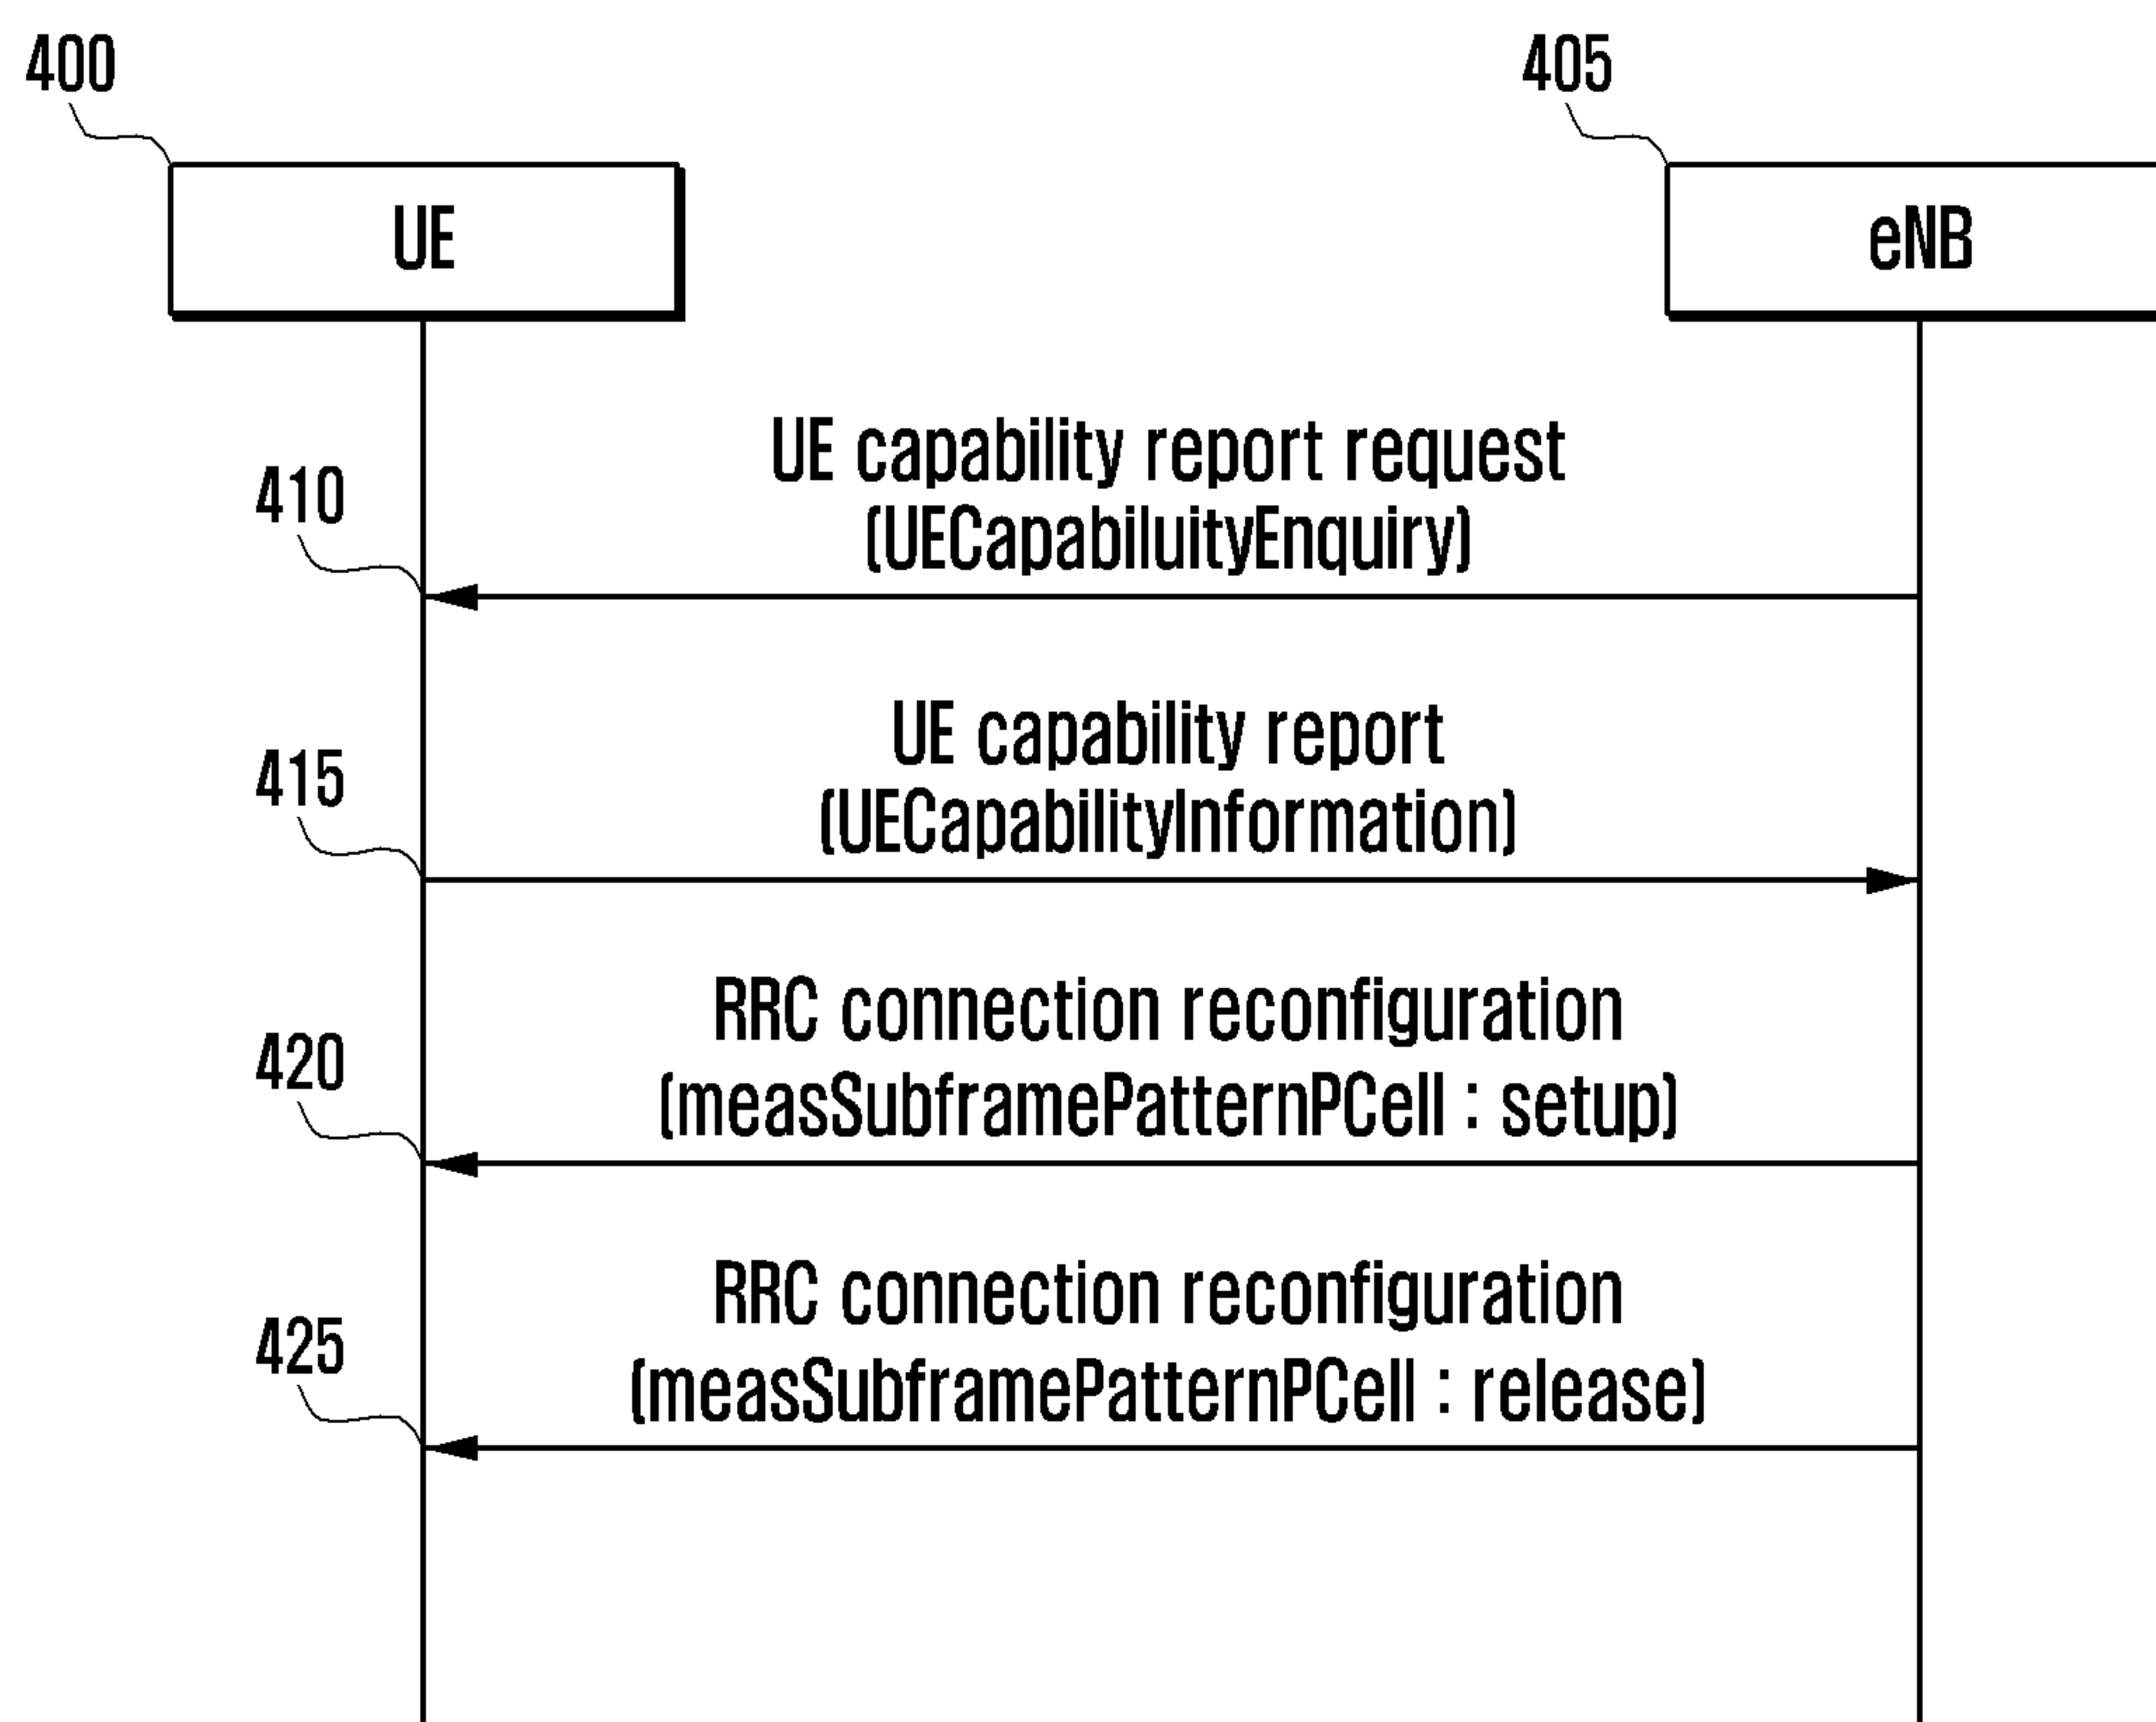 400
405
UE
eNB
UE capability report request
410
(UECapabiluityEnquiry)
UE capability report
415
(UECapabilityInformation)
RRC connection reconfiguration
420
(measSubframePatternPCell : setup)
RRC connection reconfiguration
425
(measSubframePatternPCell : release)